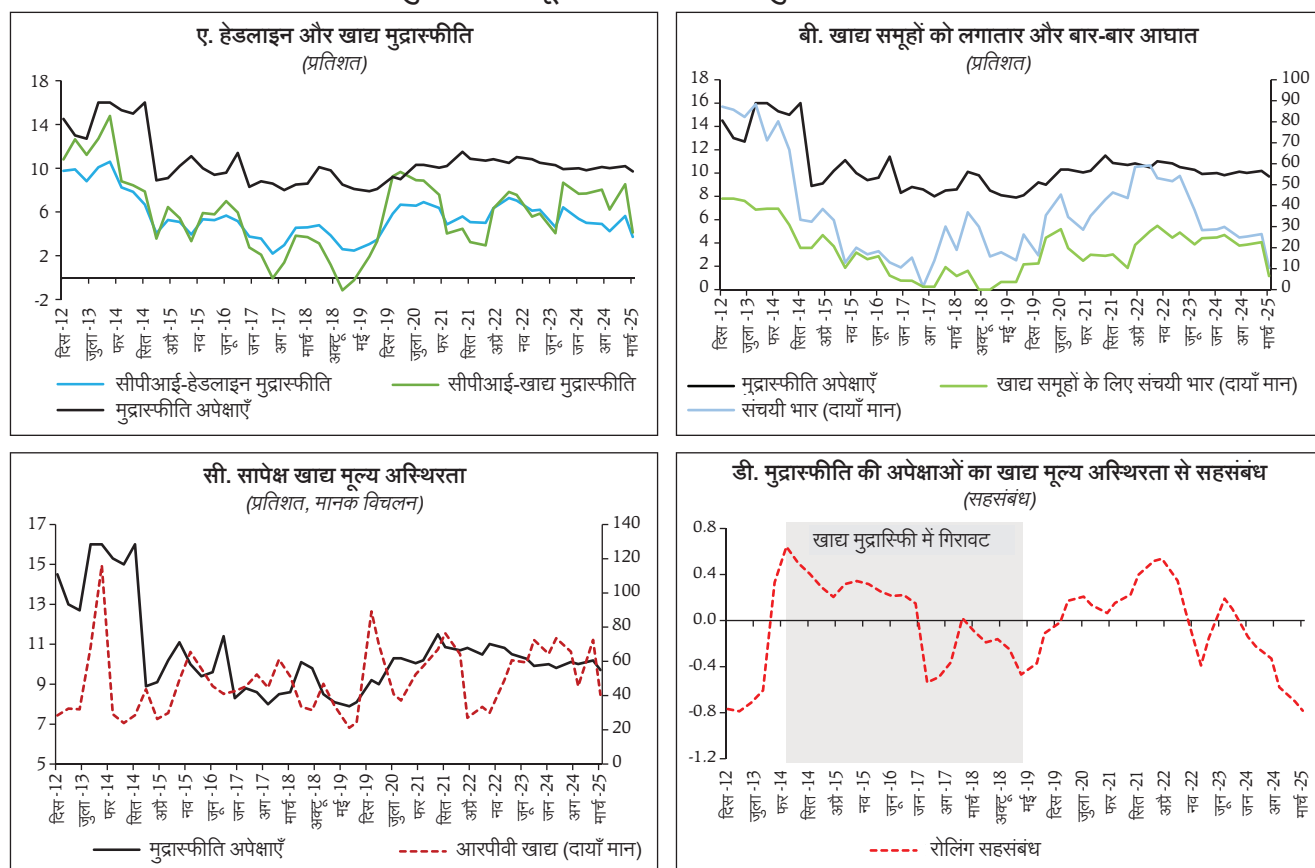 ए. हेडलाइन और खाद्य मुद्रास्फीति
(प्रतिशत)
18
14
10
6
2
-2
दिस -12
जुला -13
फर -14
सित -14
अप्रै -15
नव -15
जून -16
जन -17
अग -17
मार्च -18
अक्टू -18
मई -19
दिस -19
जुला -20
फर -21
सित -21
अप्रै -22
नव -22
जून -23
जन -24
अग -24
मार्च -25
सीपीआई-हेडलाइन मुद्रास्फीति
सीपीआई-खाद्य मुद्रास्फीति
मुद्रास्फीति अपेक्षाएँ
बी. खाद्य समूहों को लगातार और बार-बार आघात
(प्रतिशत)
18
16
14
12
10
8
6
4
2
0
100
90
80
70
60
50
40
30
20
10
0
दिस -12
जुला -13
फर -14
सित -14
अप्रै -15
नव -15
जून -16
जन -17
अग -17
मार्च -18
अक्टू -18
मई -19
दिस -19
जुला -20
फर -21
सित -21
अप्रै -22
नव -22
जून -23
जन -24
अग -24
मार्च -25
मुद्रास्फीति अपेक्षाएँ
खाद्य समूहों के लिए संचयी भार (दायाँ मान)
संचयी भार (दायाँ मान)
सी. सापेक्ष खाद्य मूल्य अस्थिरता
(प्रतिशत, मानक विचलन)
17
15
13
11
9
7
5
140
120
100
80
60
40
20
0
दिस -12
जुला -13
फर -14
सित -14
अप्रै -15
नव -15
जून -16
जन -17
अग -17
मार्च -18
अक्टू -18
मई -19
दिस -19
जुला -20
फर -21
सित -21
अप्रै -22
नव -22
जून -23
जन -24
अग -24
मार्च -25
मुद्रास्फीति अपेक्षाएँ
आरपीवी खाद्य (दायाँ मान)
डी. मुद्रास्फीति की अपेक्षाओं का खाद्य मूल्य अस्थिरता से सहसंबंध
(सहसंबंध)
0.8
0.4
0.0
-0.4
-0.8
-1.2
खाद्य मुद्रास्फिी में गिरावट
दिस -12
जुला -13
फर -14
सित -14
अप्रै -15
नव -15
जून -16
जन -17
अग -17
मार्च -18
अक्टू -18
मई -19
दिस -19
जुला -20
फर -21
सित -21
अप्रै -22
नव -22
जून -23
जन -24
अग -24
मार्च -25
रोलिंग सहसंबंध